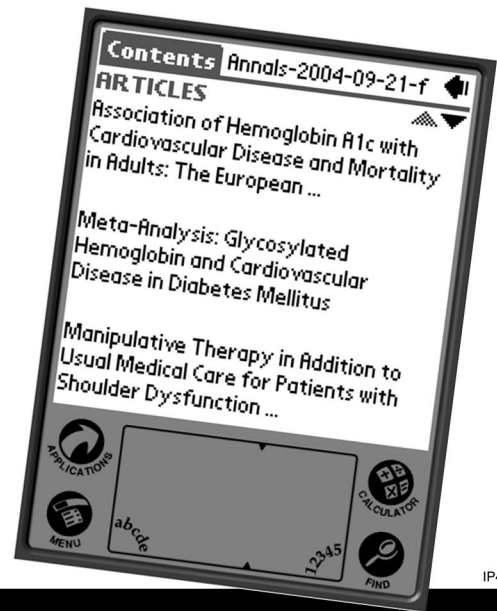 Contents Annals-2004-09-21-f
ARTICLES
Association of Hemoglobin A1c with
Cardiovascular Disease and Mortality
in Adults: The European ...
Meta-Analysis: Glycosylated
Hemoglobin and Cardiovascular
Disease in Diabetes Mellitus
Manipulative Therapy in Addition to
Usual Medical Care for Patients with
Shoulder Dysfunction ...
APPLICATIONS
CALCULATOR
MENU
abcde
12345
FIND